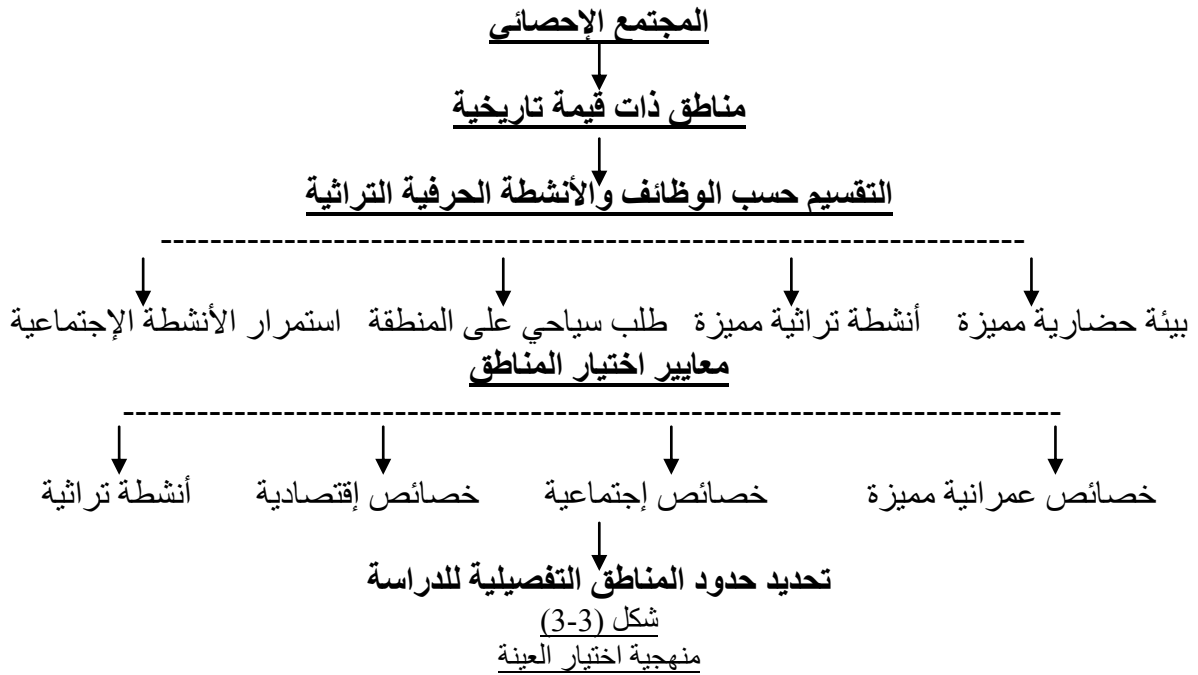 المجتمع الإحصائي
مناطق ذات قيمة تاريخية
التقسيم حسب الوظائف والأنشطة الحرفية التراثية
بيئة حضارية مميزة أنشطة تراثية مميزة طلب سياحي على المنطقة استمرار الأنشطة الإجتماعية
معايير اختيار المناطق
خصائص عمرانية مميزة خصائص إجتماعية خصائص إقتصادية أنشطة تراثية
تحديد حدود المناطق التفصيلية للدراسة
شكل (3-3)
منهجية اختيار العينة